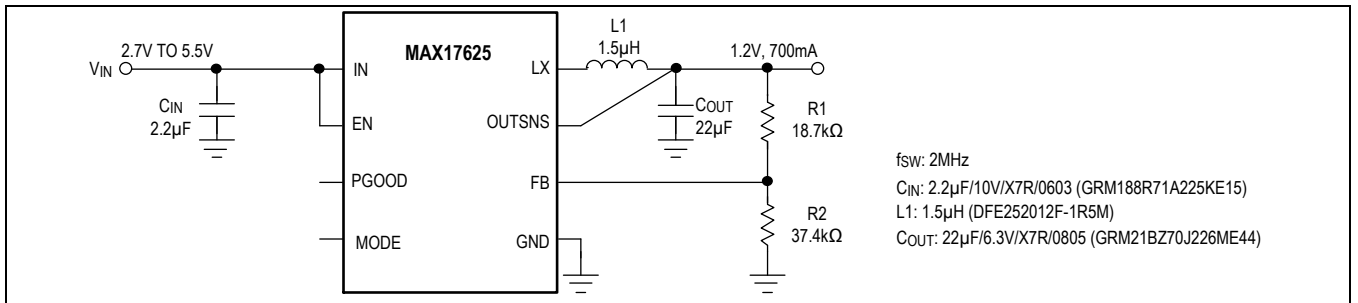 L1
1.5µH
2.7V TO 5.5V
MAX17625
1.2V, 700mA
VIN
IN
LX
CIN
2.2µF
COUT
22µF
R1
18.7kΩ
EN
OUTSNS
fSW: 2MHz
PGOOD
FB
CIN: 2.2µF/10V/X7R/0603 (GRM188R71A225KE15)
L1: 1.5µH (DFE252012F-1R5M)
R2
37.4kΩ
MODE
GND
COUT: 22µF/6.3V/X7R/0805 (GRM21BZ70J226ME44)